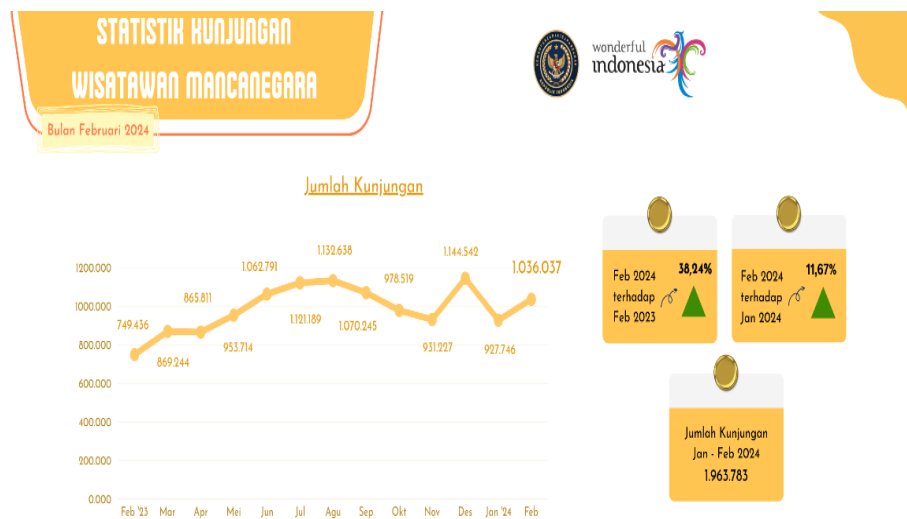 STATISTIK KUNJUNGAN
WISATAWAN MANCANEGARA
Bulan Februari 2024
wonderful
indonesia
Jumlah Kunjungan
1200.000
1000.000
800.000
600.000
400.000
200.000
0.000
749.436
869.244
865.811
953.714
1.062.791
1.121.189
1.132.638
1.070.245
978.519
931.227
1.144.542
927.746
1.036.037
Feb '23 Mar Apr Mei Jun Jul Agu Sep Okt Nov Des Jan '24 Feb
Feb 2024
terhadap
Feb 2023
38,24%
Feb 2024
terhadap
Jan 2024
11,67%
Jumlah Kunjungan
Jan - Feb 2024
1.963.783